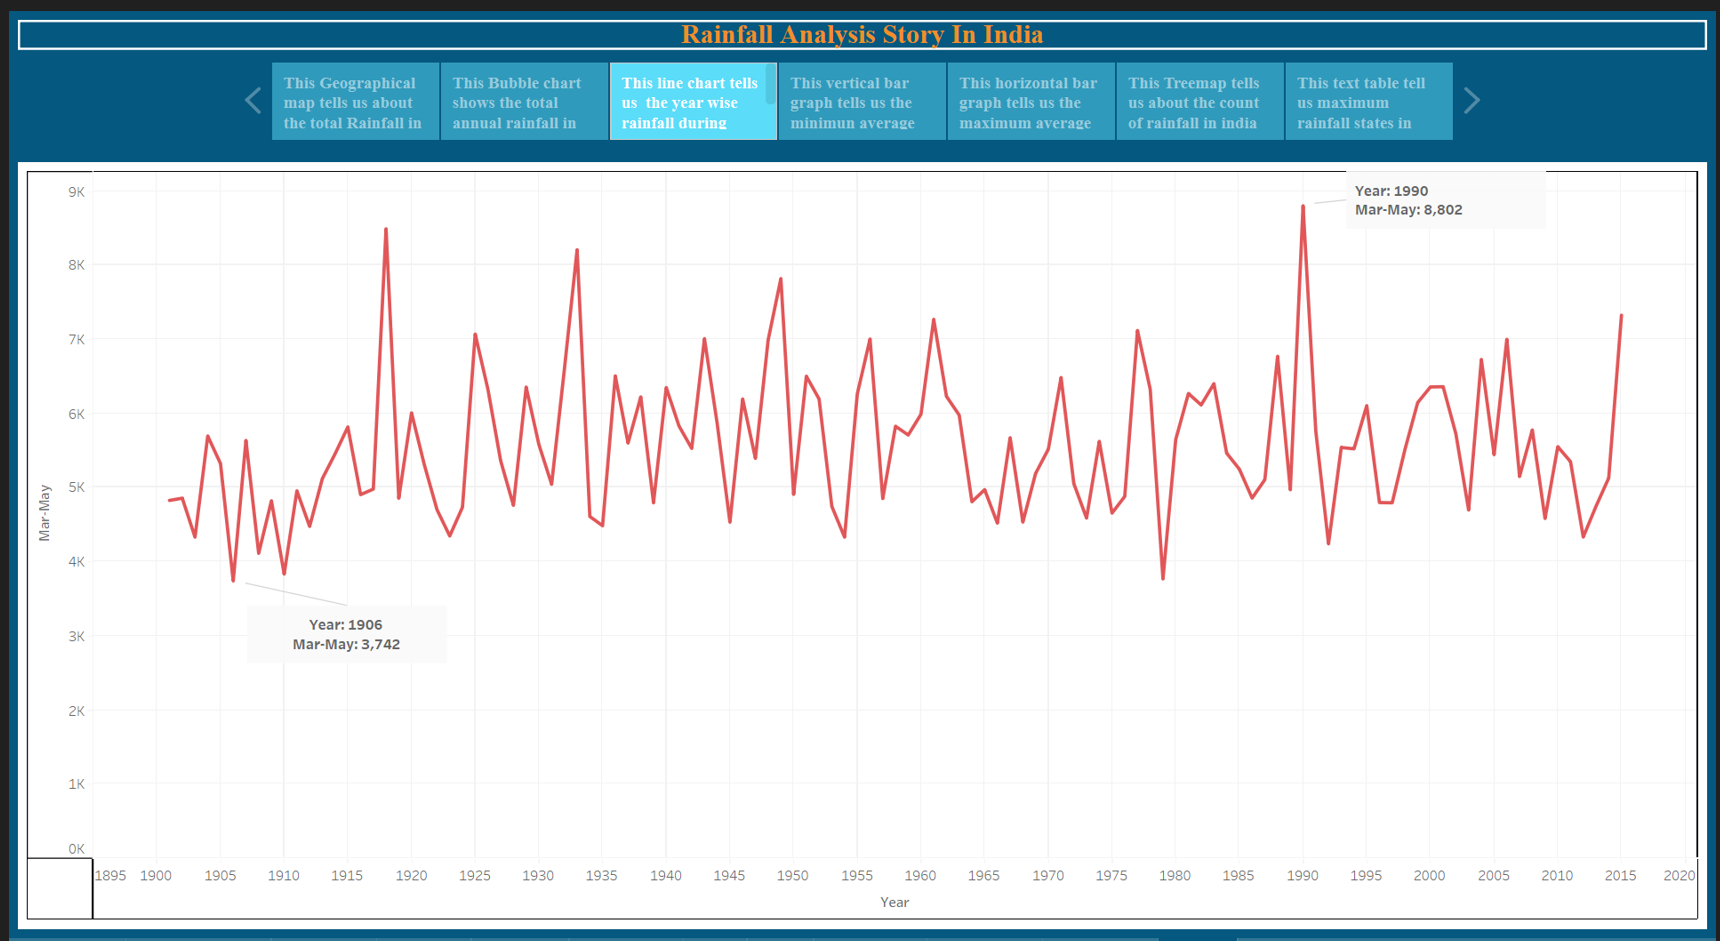 Rainfall Analysis Story In India
This Geographical
map tells us about
the total Rainfall in
This Bubble chart
shows the total
annual rainfall in
This line chart tells
us  the year wise
rainfall during
This vertical bar
graph tells us the
minimun average
This horizontal bar
graph tells us the
maximum average
This Treemap tells
us about the count
of rainfall in india
This text table tell
us maximum
rainfall states in
9K
8K
7K
6K
5K
4K
3K
2K
1K
0K
Mar-May
Year: 1990
Mar-May: 8,802
Year: 1906
Mar-May: 3,742
1895 1900 1905 1910 1915 1920 1925 1930 1935 1940 1945 1950 1955 1960 1965 1970 1975 1980 1985 1990 1995 2000 2005 2010 2015 2020
Year